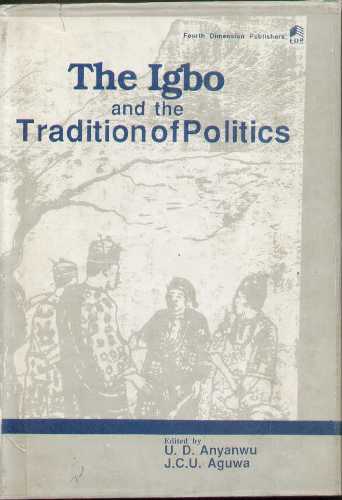 Fourth Dimension Publishers
FDP
The Igbo
and the
Tradition of Politics
Edited by
U. D. Anyanwu
J.C.U. Aguwa